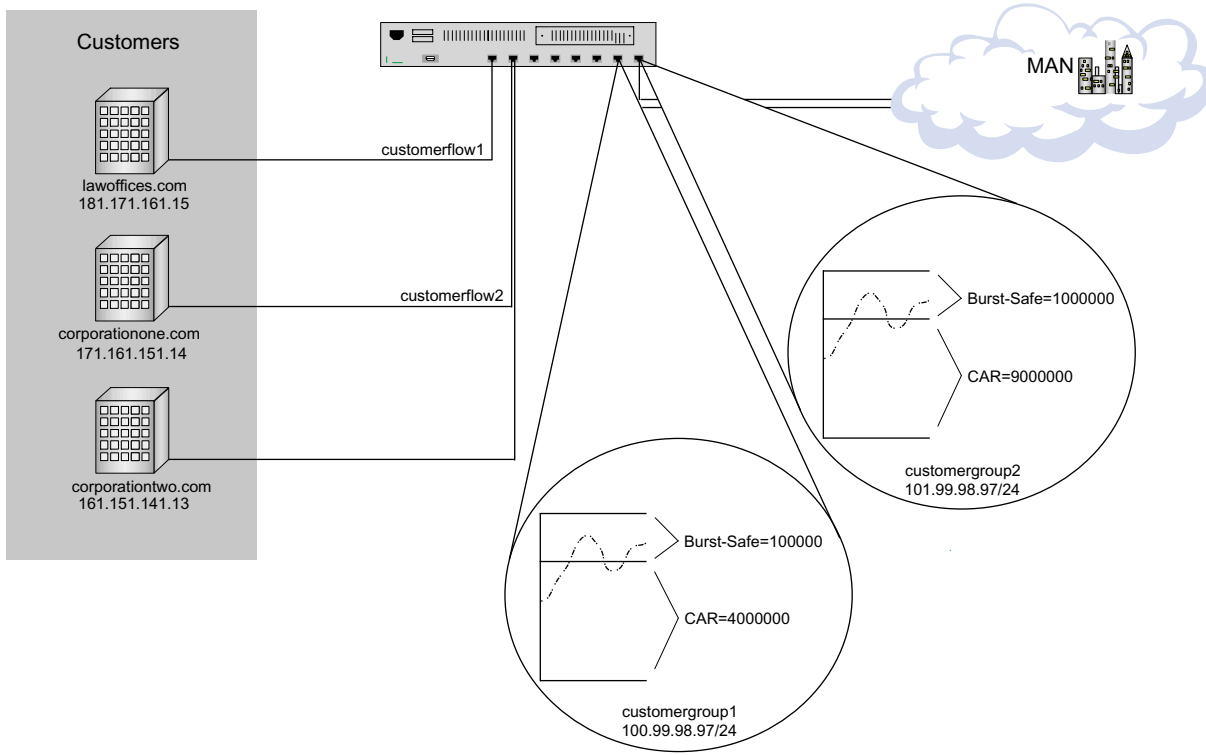 Customers
MAN
customerflow1
lawoffices.com
181.171.161.15
customerflow2
corporationone.com
171.161.151.14
corporationtwo.com
161.151.141.13
Burst-Safe=1000000
CAR=9000000
customergroup2
101.99.98.97/24
Burst-Safe=100000
CAR=4000000
customergroup1
100.99.98.97/24